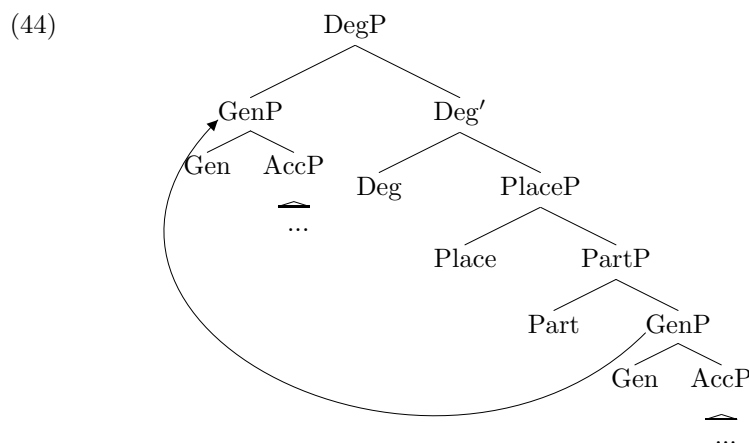 (44) DegP
GenP Deg′
Gen AccP Deg PlaceP
...
Place PartP
Part GenP
Gen AccP
...